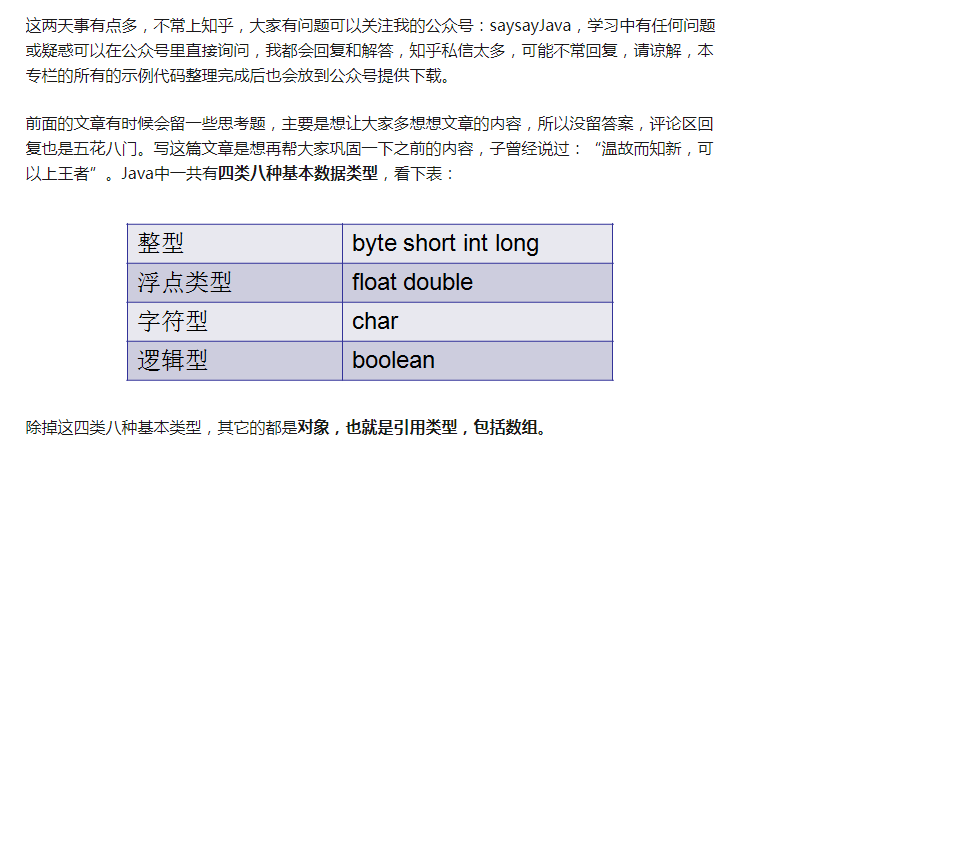 这两天事有点多，不常上知乎，大家有问题可以关注我的公众号：saysayJava，学习中有任何问题
或疑惑可以在公众号里直接询问，我都会回复和解答，知乎私信太多，可能不常回复，请谅解，本
专栏的所有的示例代码整理完成后也会放到公众号提供下载。
前面的文章有时候会留一些思考题，主要是想让大家多想想文章的内容，所以没留答案，评论区回
复也是五花八门。写这篇文章是想再帮大家巩固一下之前的内容，子曾经说过：“温故而知新，可
以上王者”。Java中一共有四类八种基本数据类型，看下表：
整型 byte short int long
浮点类型 float double
字符型 char
逻辑型 boolean
除掉这四类八种基本类型，其它的都是对象，也就是引用类型，包括数组。